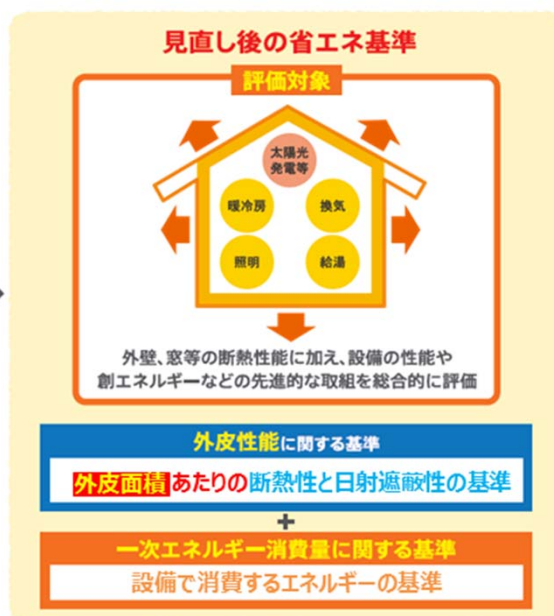 見直し後の省エネ基準
評価対象
太陽光
発電等
暖冷房
換気
照明
給湯
外壁、窓等の断熱性能に加え、設備の性能や
創エネルギーなどの先進的な取組を総合的に評価
外皮性能に関する基準
外皮面積あたりの断熱性と日射遮蔽性の基準
+
一次エネルギー消費量に関する基準
設備で消費するエネルギーの基準